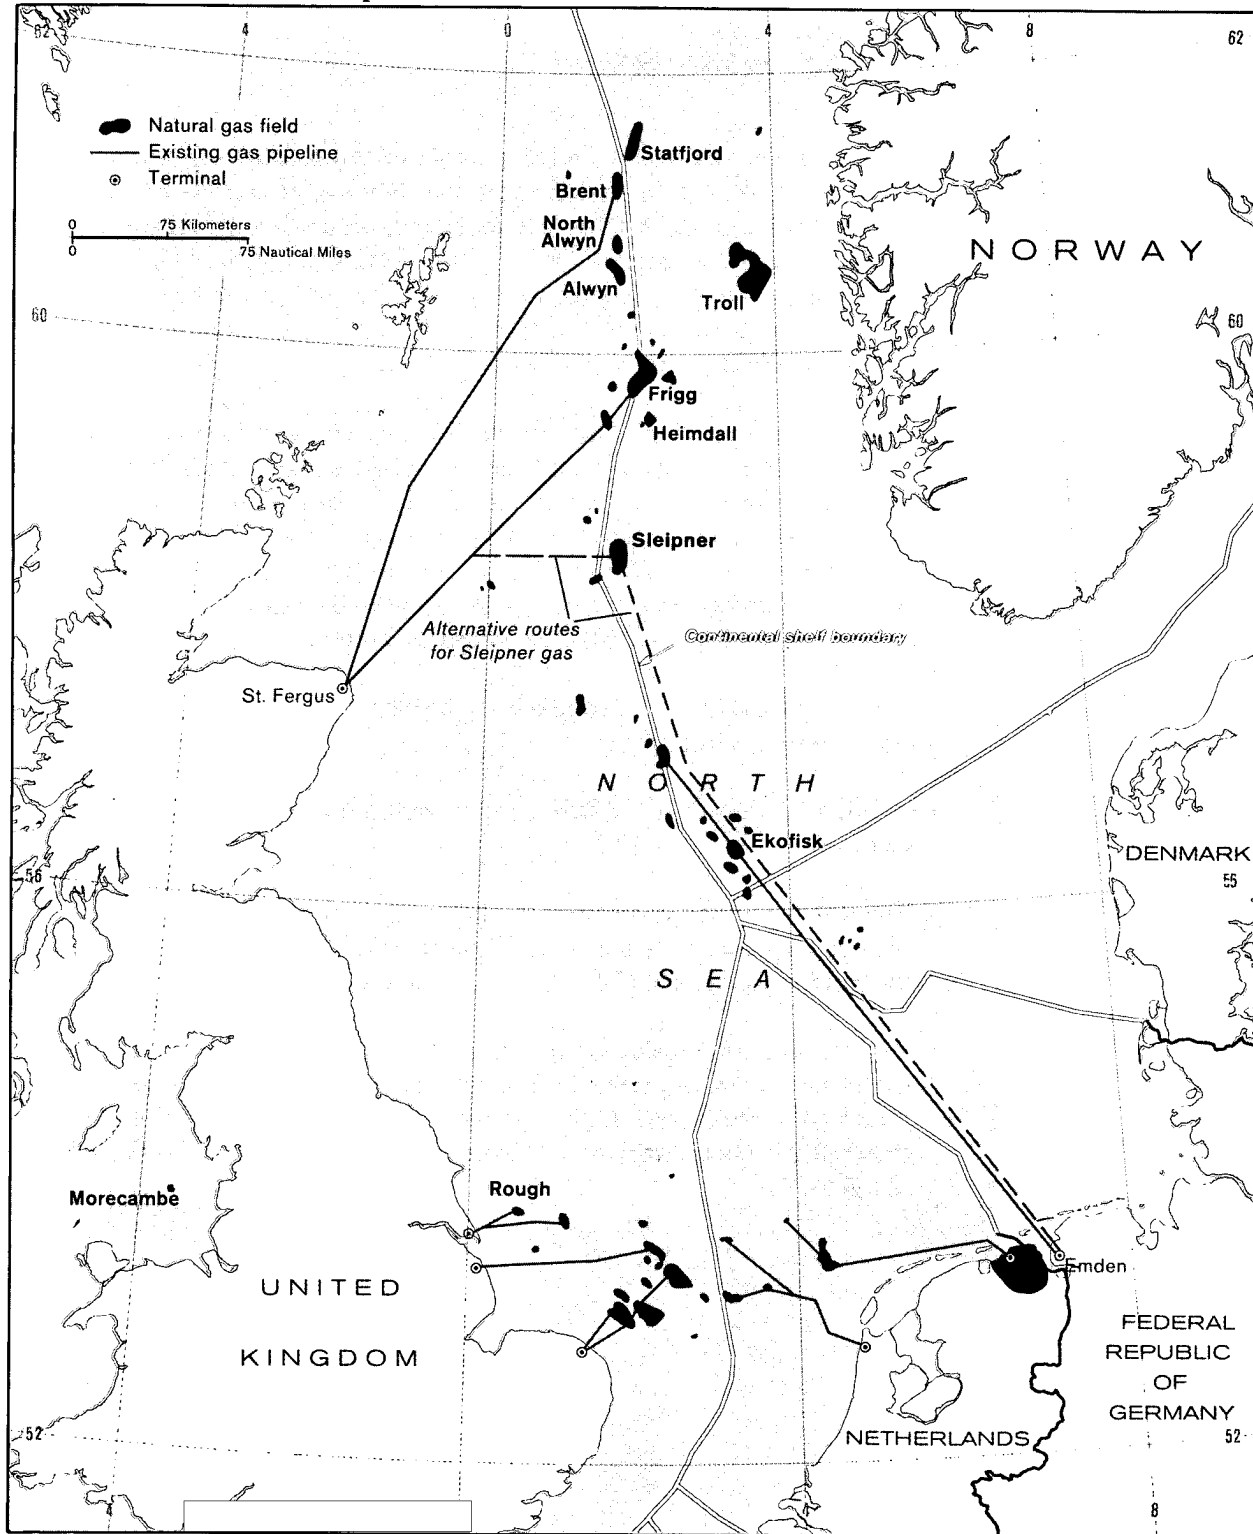 62
0
4
8
62
Natural gas field
Existing gas pipeline
Terminal
0
75 Kilometers
0
75 Nautical Miles
Statfjord
Brent
North
Alwyn
Alwyn
Troll
NORWAY
60
60
Frigg
Heimdall
Sleipner
Alternative routes
for Sleipner gas
Continental shelf boundary
St. Fergus
NORTH
Ekofisk
DENMARK
56
55
SEA
Morecambe
Rough
Emden
UNITED
KINGDOM
FEDERAL
REPUBLIC
OF
GERMANY
NETHERLANDS
52
52
8